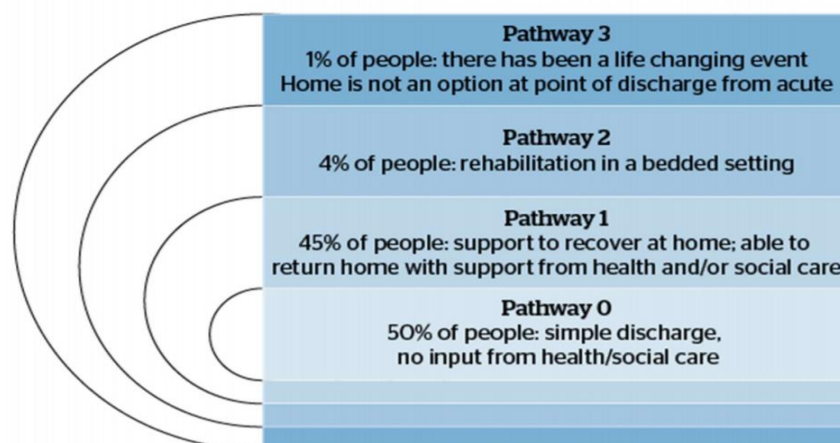 Pathway 3
1% of people: there has been a life changing event
Home is not an option at point of discharge from acute
Pathway 2
4% of people: rehabilitation in a bedded setting
Pathway 1
45% of people: support to recover at home; able to
return home with support from health and/or social care
Pathway 0
50% of people: simple discharge,
no input from health/social care